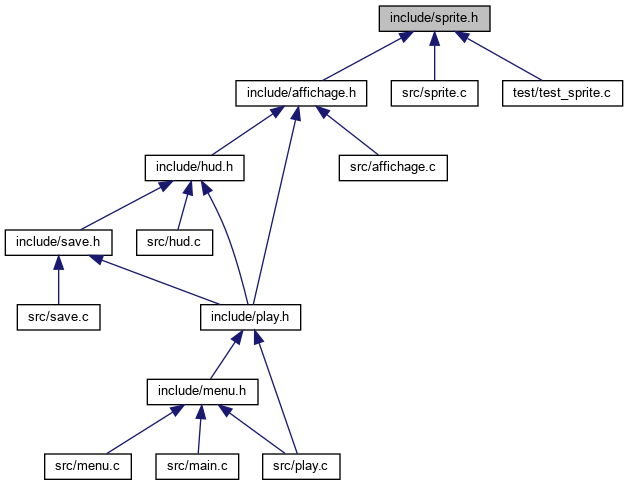 include/sprite.h
include/affichage.h
src/sprite.c
test/test_sprite.c
include/hud.h
src/affichage.c
include/save.h
src/hud.c
src/save.c
include/play.h
include/menu.h
src/menu.c
src/main.c
src/play.c